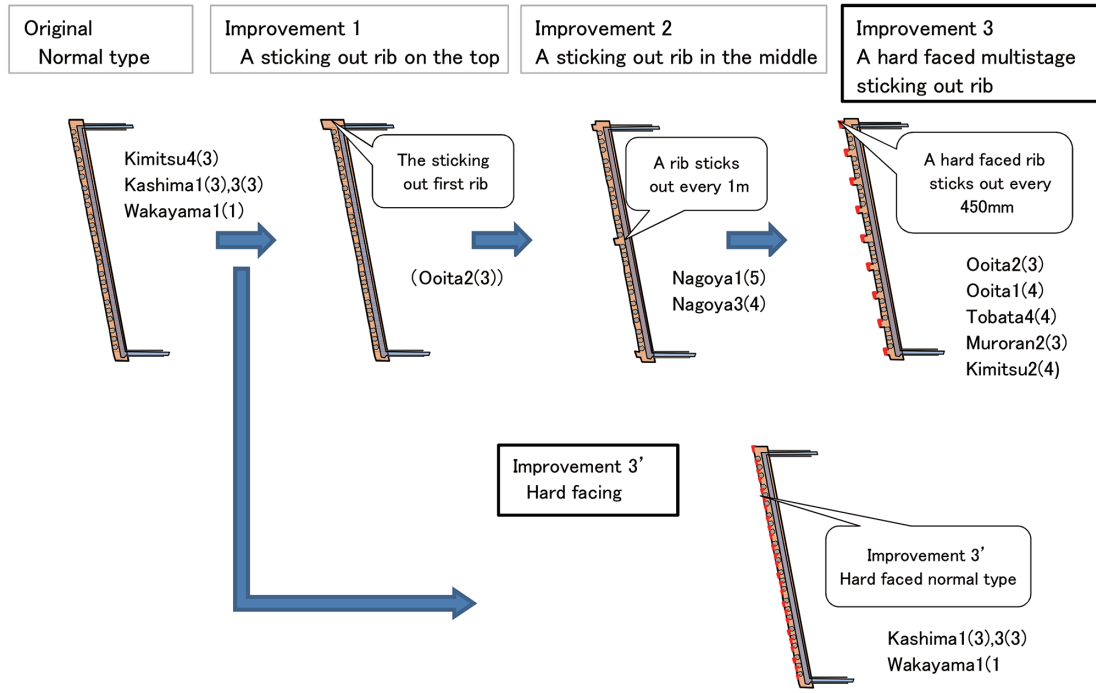 Original
Normal type
Improvement 1
A sticking out rib on the top
Improvement 2
A sticking out rib in the middle
Improvement 3
A hard faced multistage
sticking out rib
Kimitsu4(3)
Kashima1(3),3(3)
Wakayama1(1)
The sticking
out first rib
(Ooita2(3))
A rib sticks
out every 1m
Nagoya1(5)
Nagoya3(4)
A hard faced rib
sticks out every
450mm
Ooita2(3)
Ooita1(4)
Tobata4(4)
Muroran2(3)
Kimitsu2(4)
Improvement 3’
Hard facing
Improvement 3’
Hard faced normal type
Kashima1(3),3(3)
Wakayama1(1